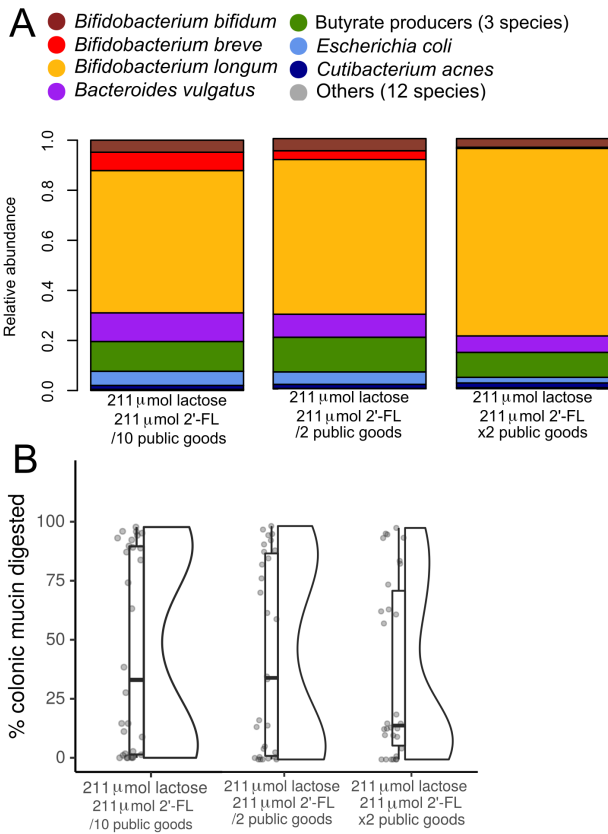 A
Bifidobacterium bifidum
Butyrate producers (3 species)
Bifidobacterium breve
Escherichia coli
Bifidobacterium longum
Cutibacterium acnes
Bacteroides vulgatus
Others (12 species)
Relative abundance
1.0
0.8
0.6
0.4
0.2
0.0
211 μmol lactose
211 μmol 2'-FL
/10 public goods
211 μmol lactose
211 μmol 2'-FL
/2 public goods
211 μmol lactose
211 μmol 2'-FL
x2 public goods
B
% colonic mucin digested
100
75
50
25
0
211 μmol lactose
211 μmol 2'-FL
/10 public goods
211 μmol lactose
211 μmol 2'-FL
/2 public goods
211 μmol lactose
211 μmol 2'-FL
x2 public goods